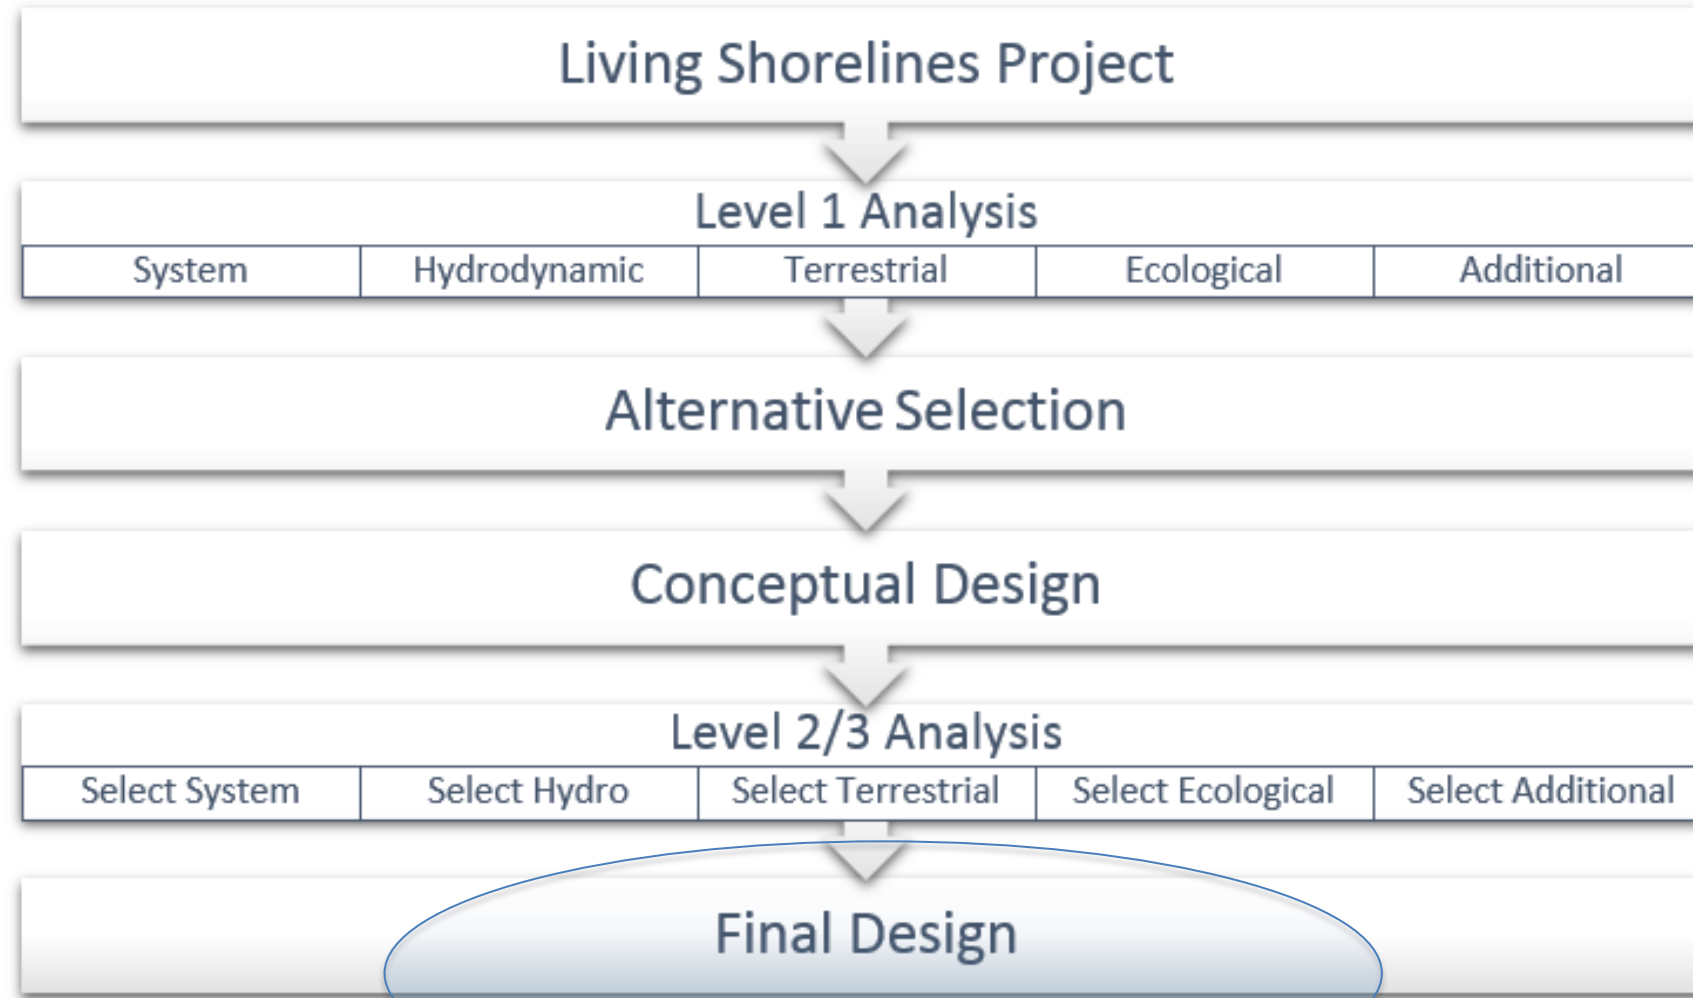 Living Shorelines Project
Level 1 Analysis
System Hydrodynamic Terrestrial Ecological Additional
Alternative Selection
Conceptual Design
Level 2/3 Analysis
Select System Select Hydro Select Terrestrial Select Ecological Select Additional
Final Design